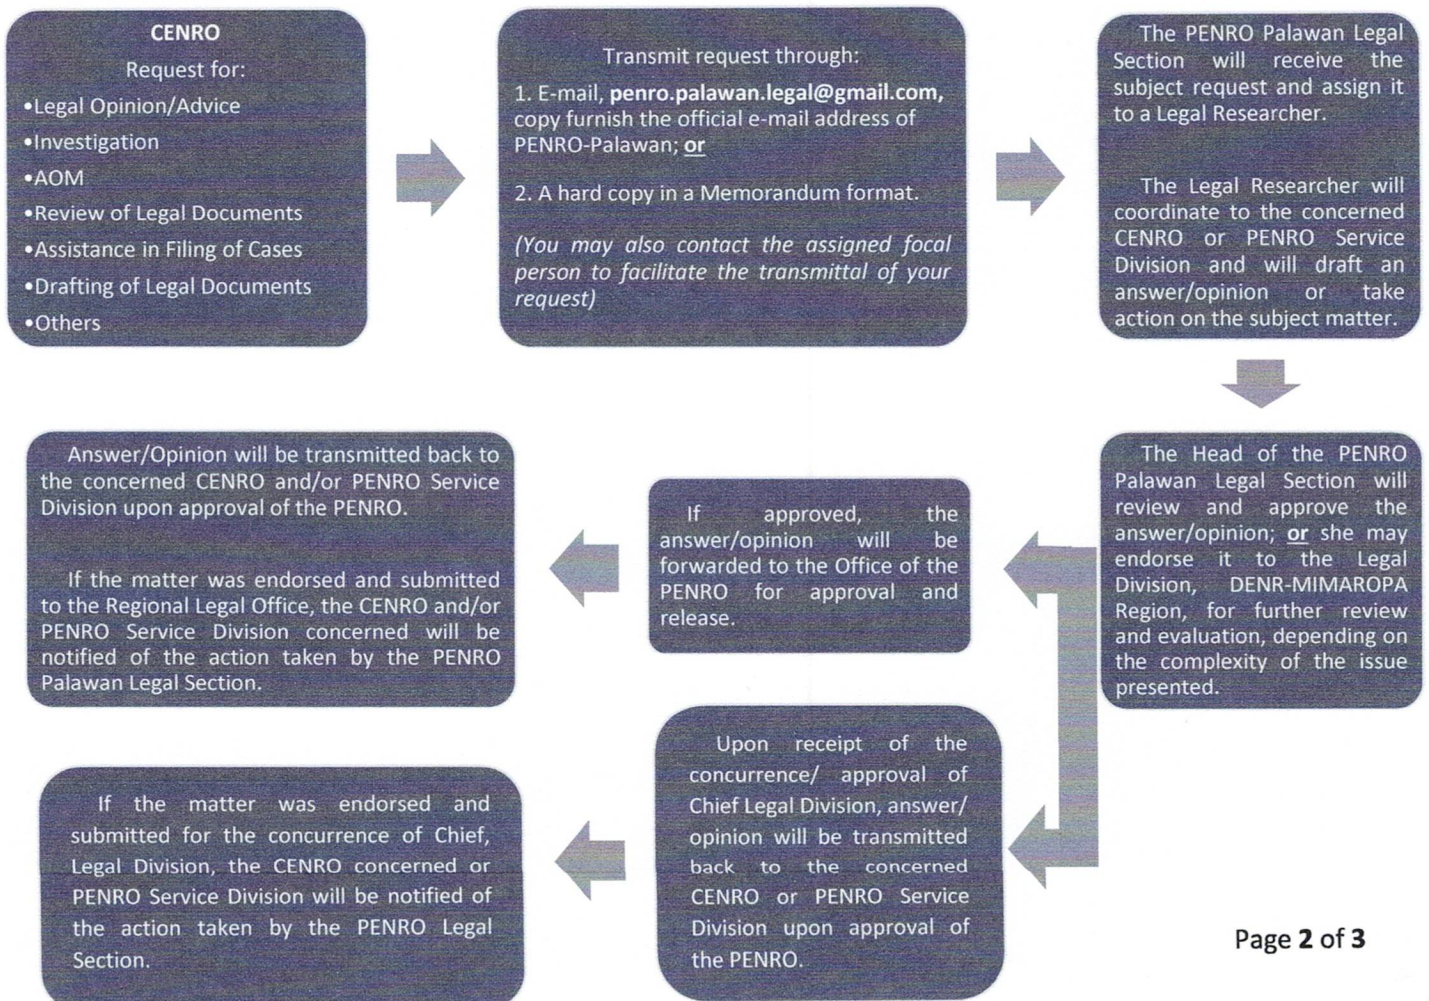 CENRO
Request for:
•Legal Opinion/Advice
•Investigation
•AOM
•Review of Legal Documents
•Assistance in Filing of Cases
•Drafting of Legal Documents
•Others
Transmit request through:
1. E-mail, penro.palawan.legal@gmail.com,
copy furnish the official e-mail address of
PENRO-Palawan; or
2. A hard copy in a Memorandum format.
(You may also contact the assigned focal
person to facilitate the transmittal of your
request)
The PENRO Palawan Legal
Section will receive the
subject request and assign it
to a Legal Researcher.
The Legal Researcher will
coordinate to the concerned
CENRO or PENRO Service
Division and will draft an
answer/opinion or take
action on the subject matter.
The Head of the PENRO
Palawan Legal Section will
review and approve the
answer/opinion; or she may
endorse it to the Legal
Division, DENR-MIMAROPA
Region, for further review
and evaluation, depending on
the complexity of the issue
presented.
If approved, the
answer/opinion will be
forwarded to the Office of the
PENRO for approval and
release.
Answer/Opinion will be transmitted back to
the concerned CENRO and/or PENRO Service
Division upon approval of the PENRO.
If the matter was endorsed and submitted
to the Regional Legal Office, the CENRO and/or
PENRO Service Division concerned will be
notified of the action taken by the PENRO
Palawan Legal Section.
Upon receipt of the
concurrence/ approval of
Chief Legal Division, answer/
opinion will be transmitted
back to the concerned
CENRO or PENRO Service
Division upon approval of
the PENRO.
If the matter was endorsed and
submitted for the concurrence of Chief,
Legal Division, the CENRO concerned or
PENRO Service Division will be notified of
the action taken by the PENRO Legal
Section.
Page 2 of 3